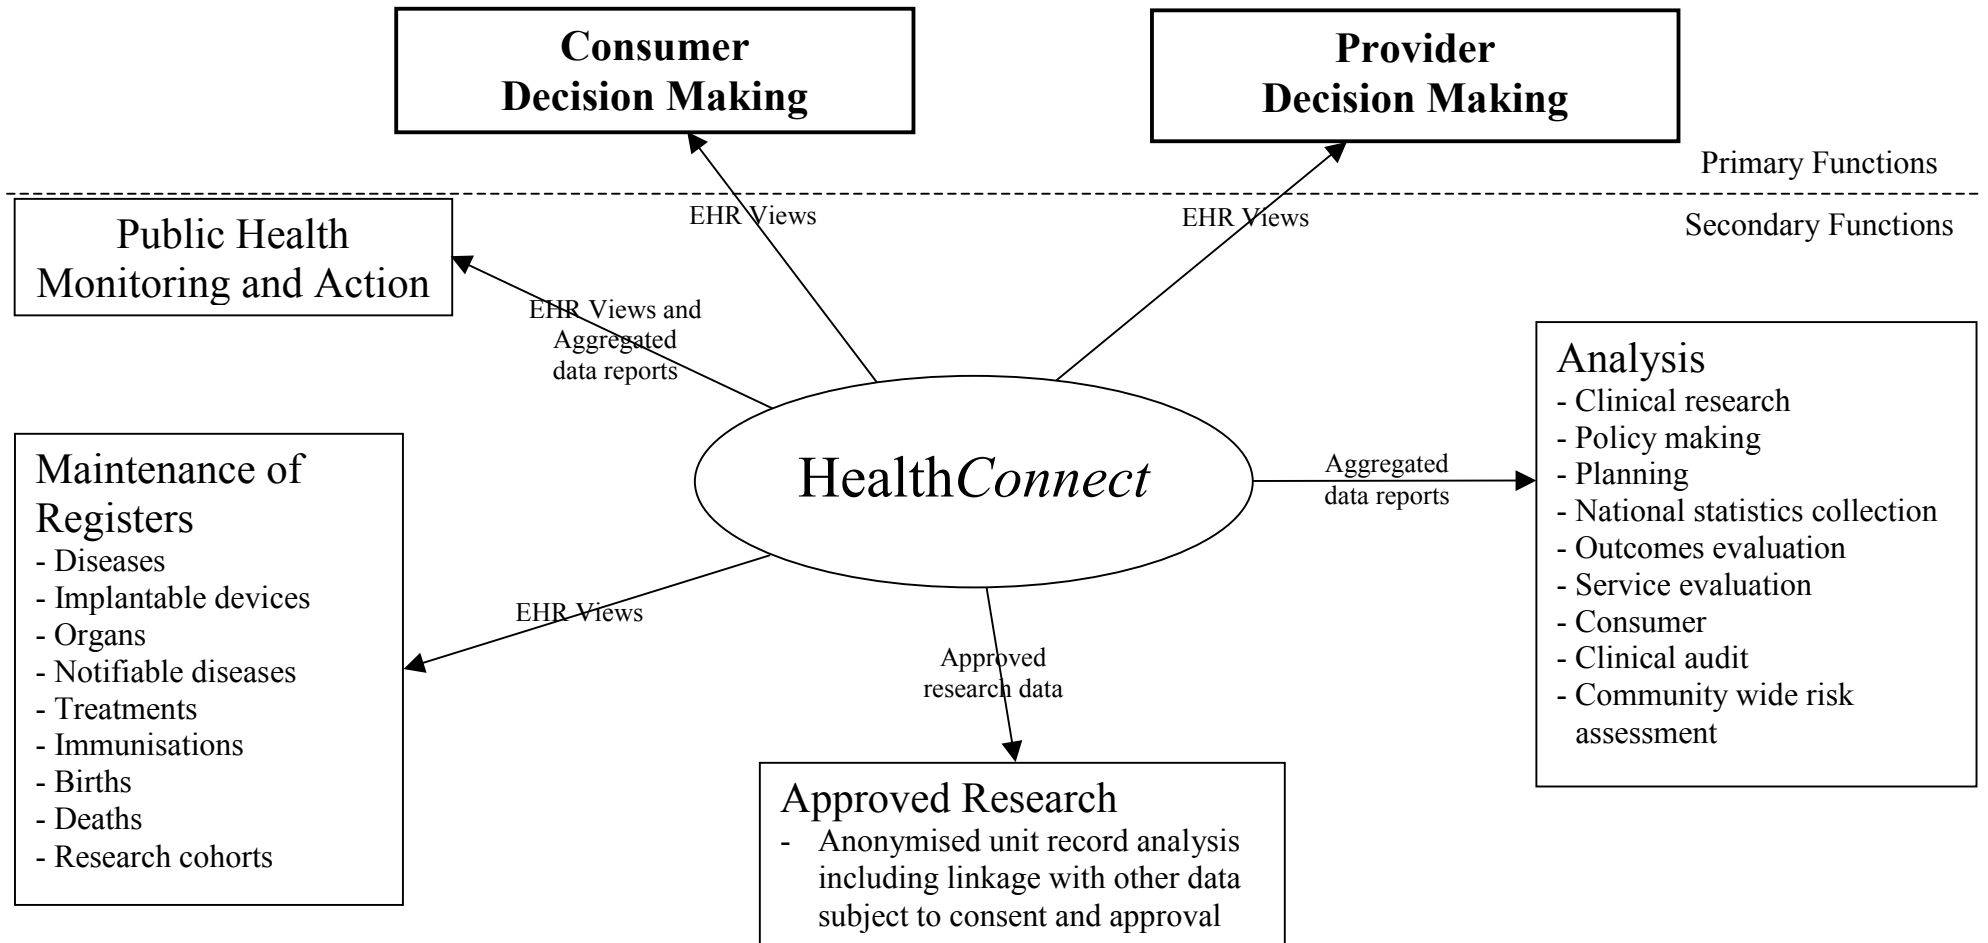 Consumer
Decision Making
Provider
Decision Making
Primary Functions
Secondary Functions
EHR Views
EHR Views
Public Health
Monitoring and Action
EHR Views and
Aggregated
data reports
Analysis
- Clinical research
- Policy making
- Planning
- National statistics collection
- Outcomes evaluation
- Service evaluation
- Consumer
- Clinical audit
- Community wide risk
assessment
HealthConnect
Aggregated
data reports
Maintenance of
Registers
- Diseases
- Implantable devices
- Organs
- Notifiable diseases
- Treatments
- Immunisations
- Births
- Deaths
- Research cohorts
EHR Views
Approved
research data
Approved Research
- Anonymised unit record analysis
including linkage with other data
subject to consent and approval